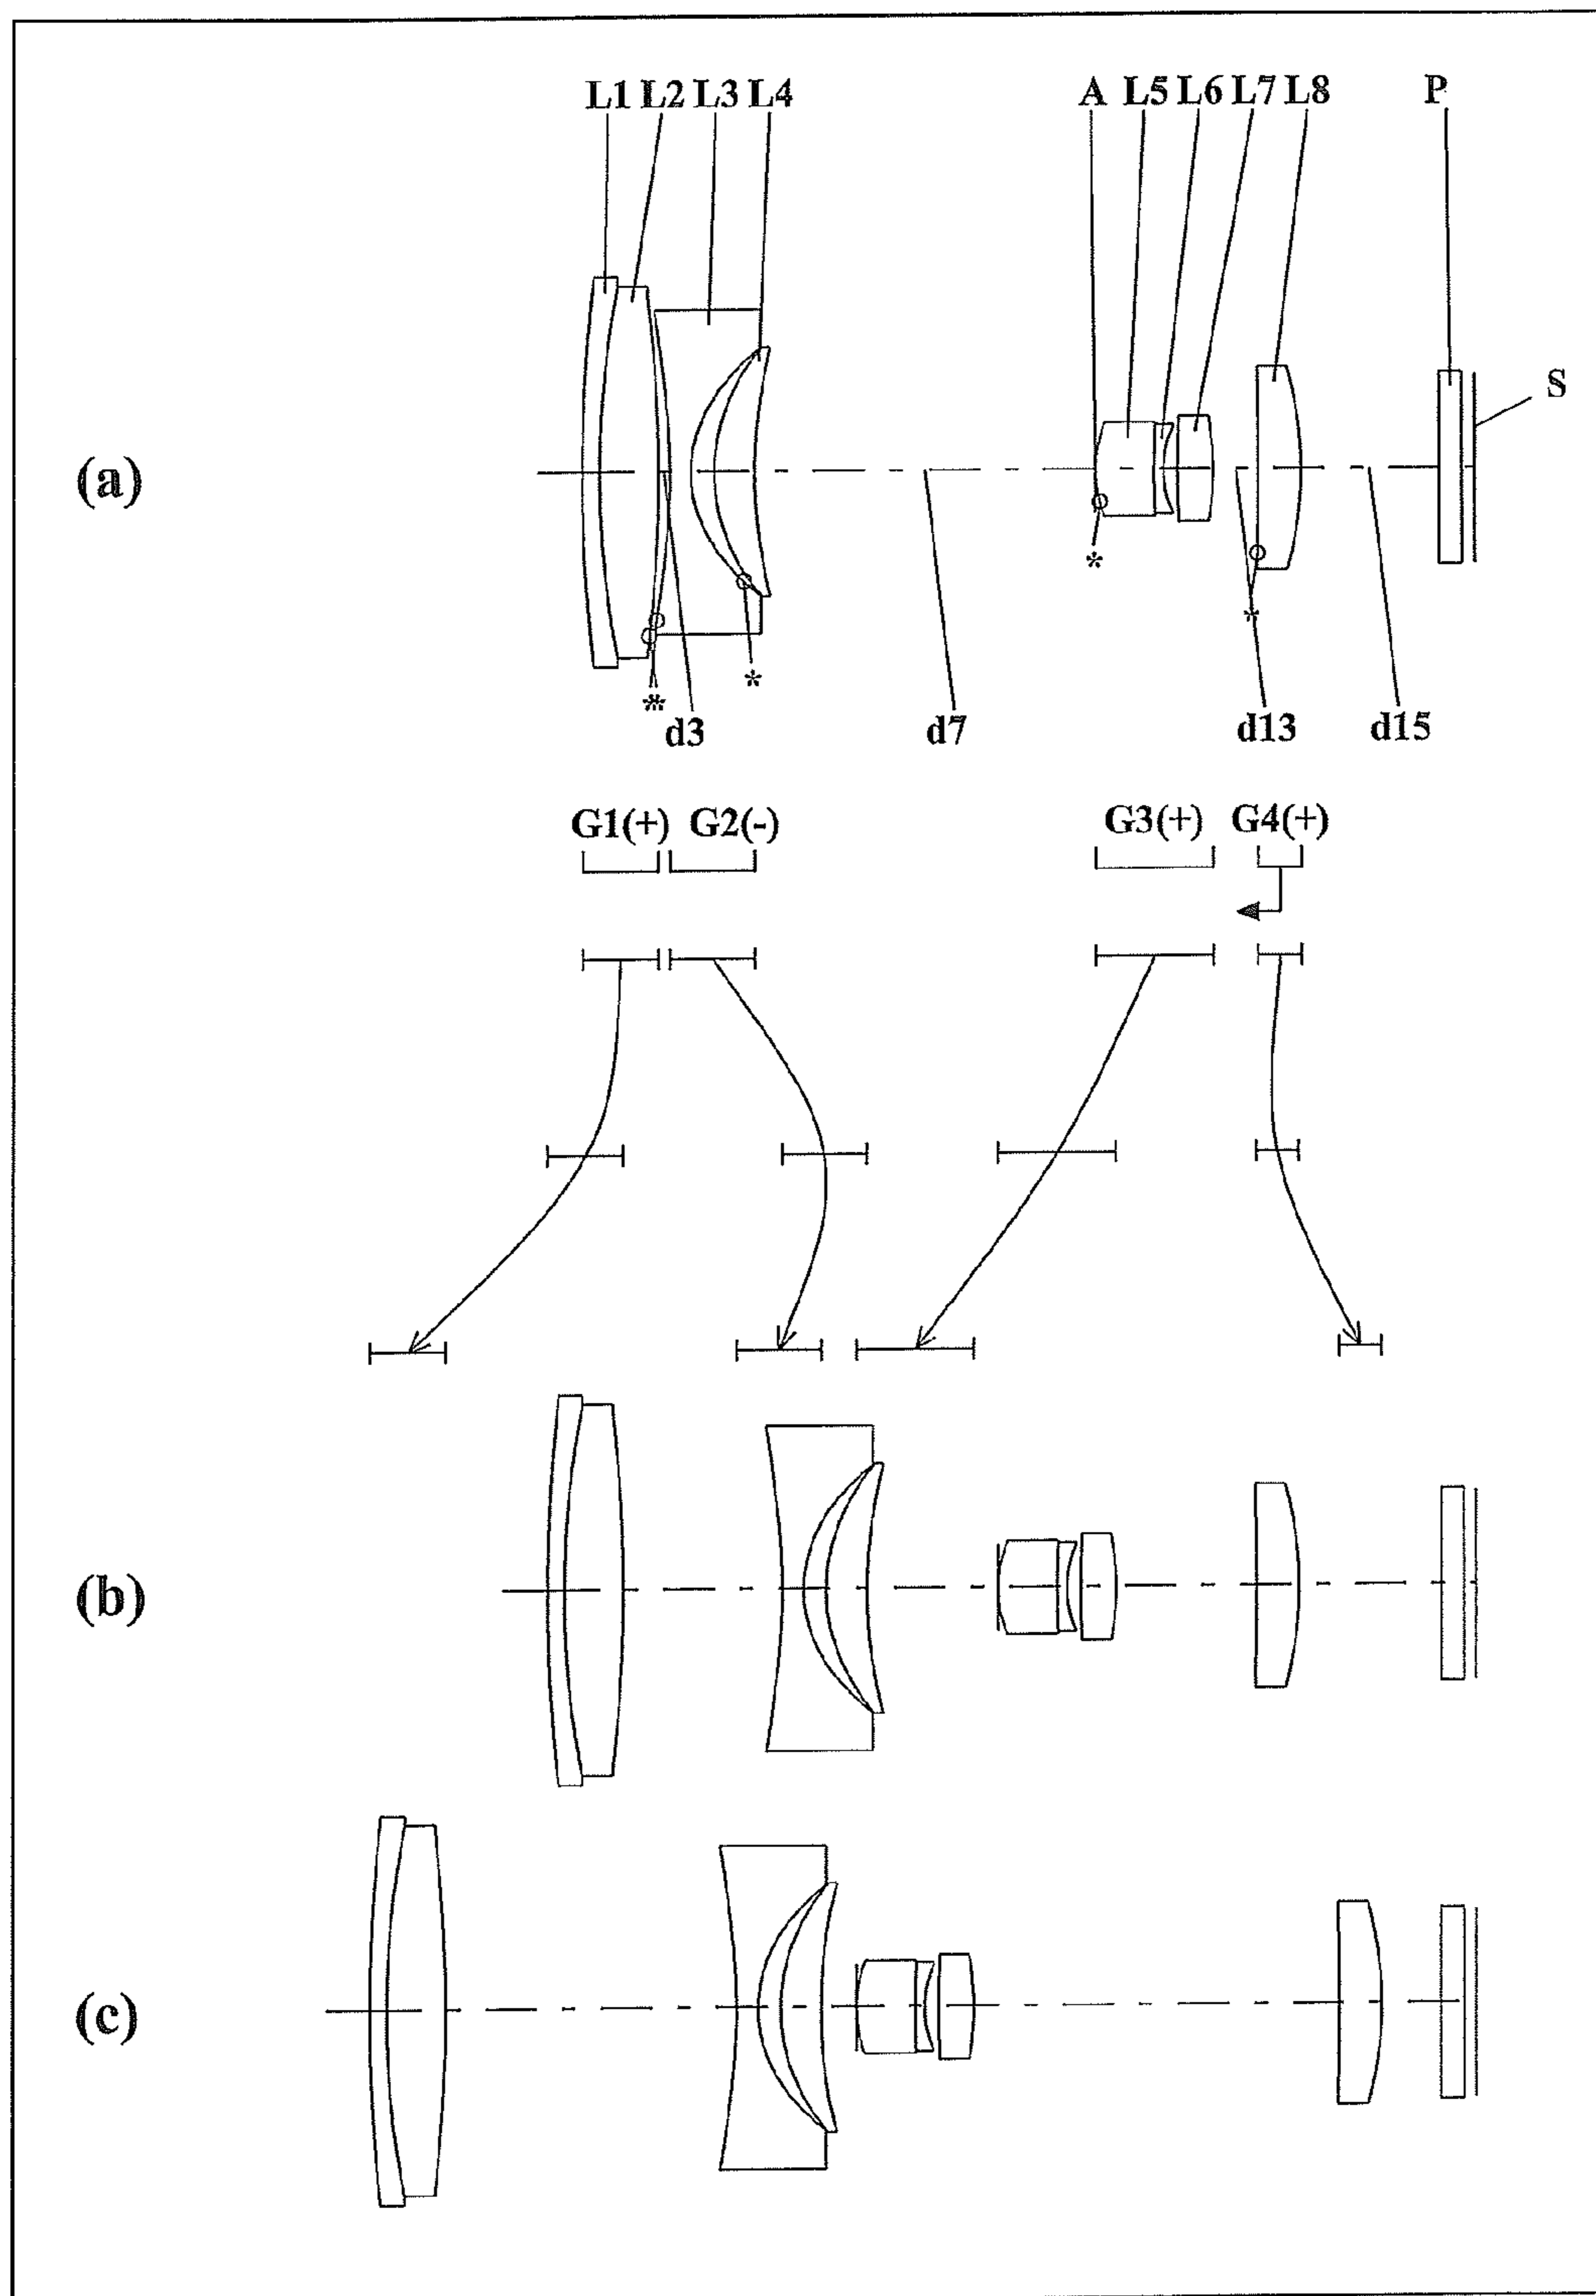 L1 L2 L3 L4 A L5 L6 L7 L8 P
S
(a)
*
*
* *
*
d3 d7 d13 d15
G1(+) G2(-) G3(+) G4(+)
(b)
(c)